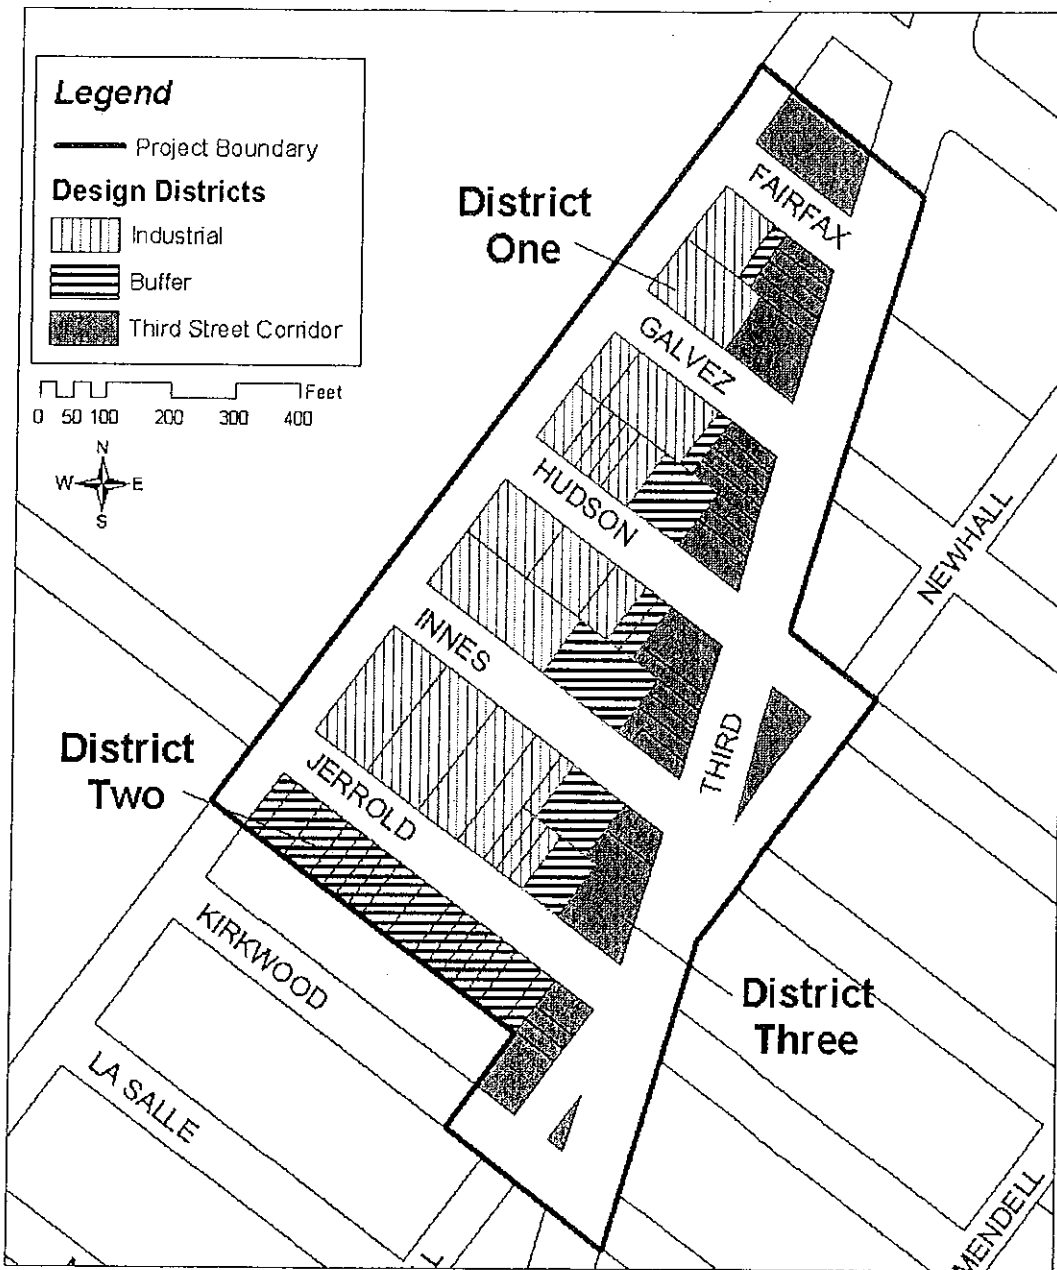 Legend
Project Boundary
Design Districts
Industrial
Buffer
Third Street Corridor
Feet
0 50 100 200 300 400
N
W E
S
District
One
FAIRFAX
GALVEZ
HUDSON
NEWHALL
INNES
THIRD
District
Two
JERROLD
KIRKWOOD
District
Three
LA SALLE
MENDELL